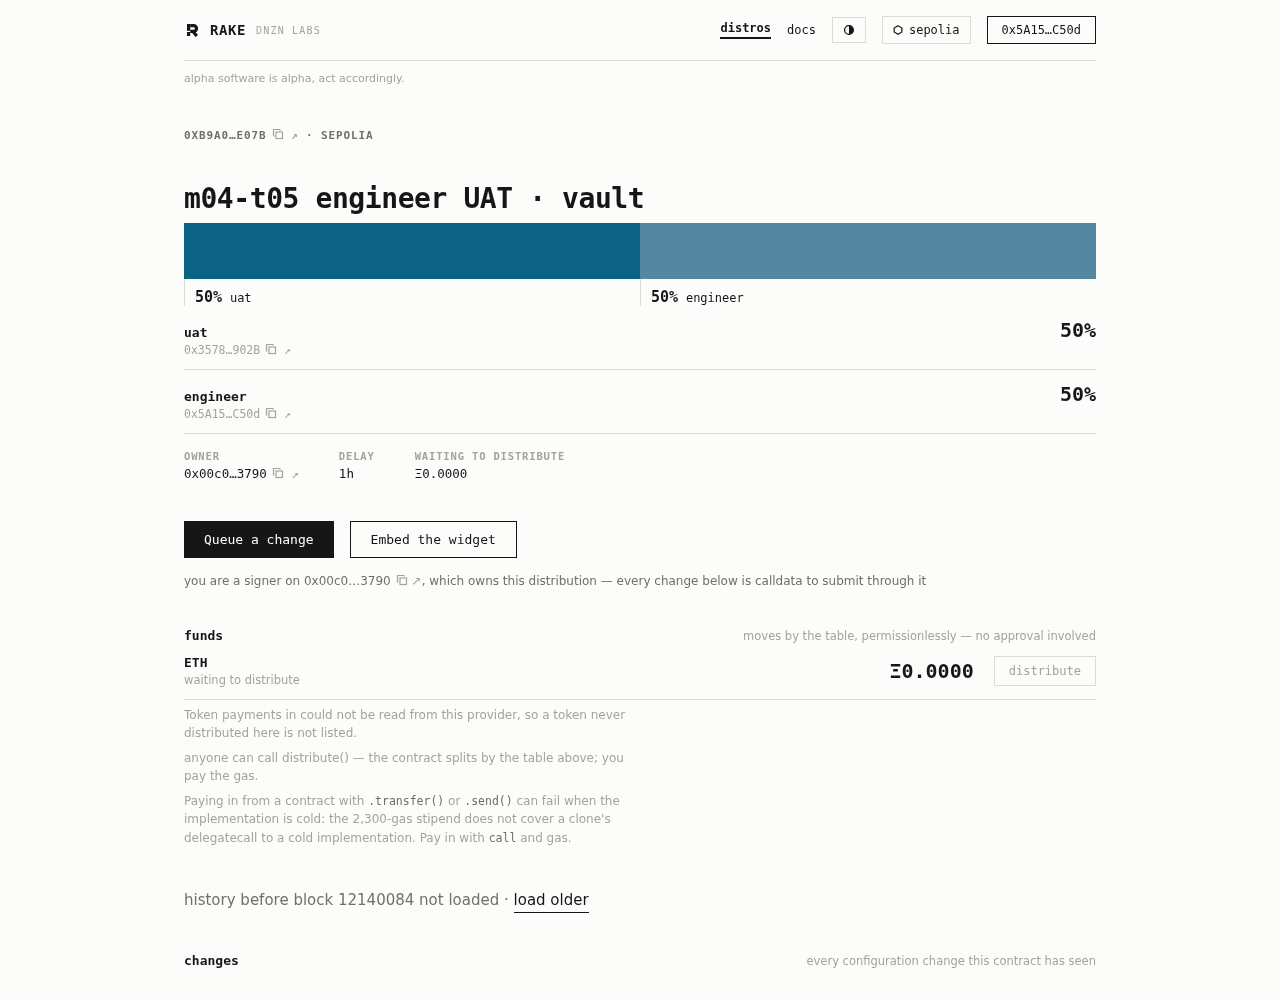 RAKE DNZN LABS distros docs sepolia 0x5A15…C50d
alpha software is alpha, act accordingly.
0XB9A0…E07B ↗ · SEPOLIA
m04-t05 engineer UAT · vault
50% uat 50% engineer
uat 50%
0x3578…902B ↗
engineer 50%
0x5A15…C50d ↗
OWNER DELAY WAITING TO DISTRIBUTE
0x00c0…3790 ↗ 1h Ξ0.0000
Queue a change Embed the widget
you are a signer on 0x00c0…3790 ↗, which owns this distribution — every change below is calldata to submit through it
funds moves by the table, permissionlessly — no approval involved
ETH Ξ0.0000 distribute
waiting to distribute
Token payments in could not be read from this provider, so a token never
distributed here is not listed.
anyone can call distribute() — the contract splits by the table above; you
pay the gas.
Paying in from a contract with .transfer() or .send() can fail when the
implementation is cold: the 2,300-gas stipend does not cover a clone's
delegatecall to a cold implementation. Pay in with call and gas.
history before block 12140084 not loaded · load older
changes every configuration change this contract has seen